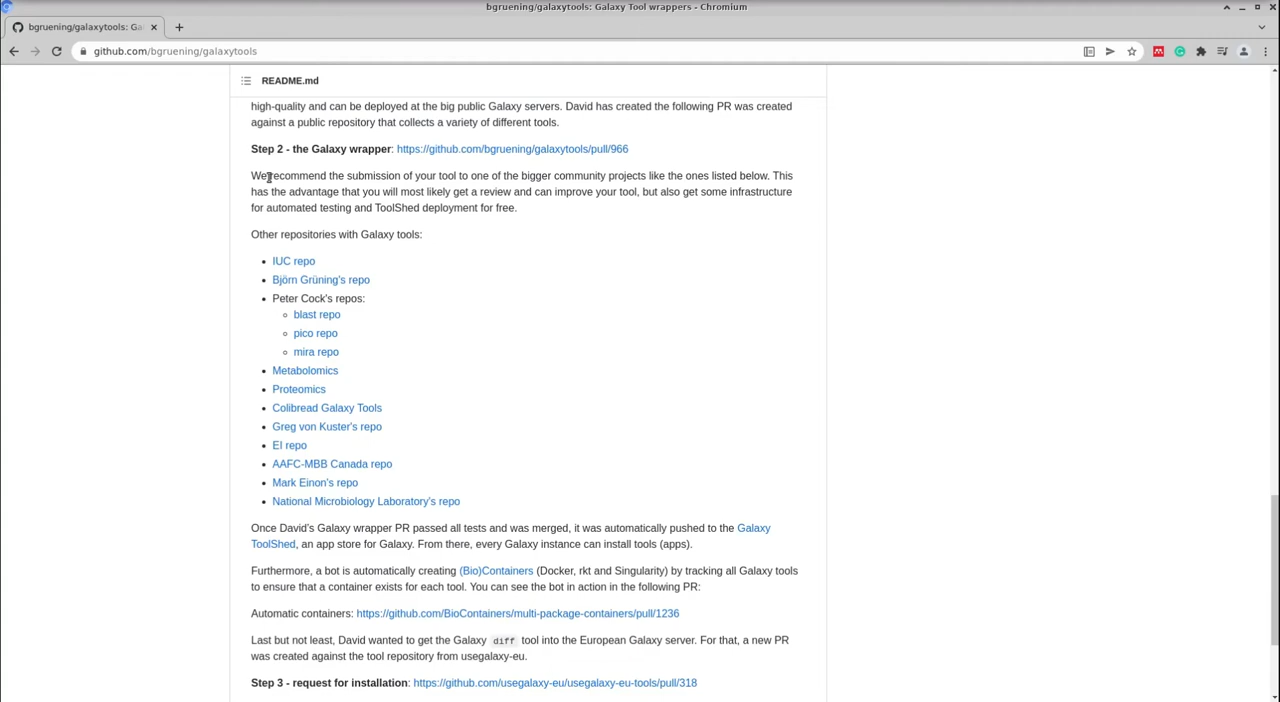 bgruening/galaxytools: Galaxy Tool wrappers - Chromium
bgruening/galaxytools: Ga
github.com/bgruening/galaxytools
README.md
high-quality and can be deployed at the big public Galaxy servers. David has created the following PR was created
against a public repository that collects a variety of different tools.
Step 2 - the Galaxy wrapper: https://github.com/bgruening/galaxytools/pull/966
We recommend the submission of your tool to one of the bigger community projects like the ones listed below. This
has the advantage that you will most likely get a review and can improve your tool, but also get some infrastructure
for automated testing and ToolShed deployment for free.
Other repositories with Galaxy tools:
• IUC repo
• Björn Grüning's repo
• Peter Cock's repos:
◦ blast repo
◦ pico repo
◦ mira repo
• Metabolomics
• Proteomics
• Colibread Galaxy Tools
• Greg von Kuster's repo
• EI repo
• AAFC-MBB Canada repo
• Mark Einon's repo
• National Microbiology Laboratory's repo
Once David's Galaxy wrapper PR passed all tests and was merged, it was automatically pushed to the Galaxy
ToolShed, an app store for Galaxy. From there, every Galaxy instance can install tools (apps).
Furthermore, a bot is automatically creating (Bio)Containers (Docker, rkt and Singularity) by tracking all Galaxy tools
to ensure that a container exists for each tool. You can see the bot in action in the following PR:
Automatic containers: https://github.com/BioContainers/multi-package-containers/pull/1236
Last but not least, David wanted to get the Galaxy diff tool into the European Galaxy server. For that, a new PR
was created against the tool repository from usegalaxy-eu.
Step 3 - request for installation: https://github.com/usegalaxy-eu/usegalaxy-eu-tools/pull/318